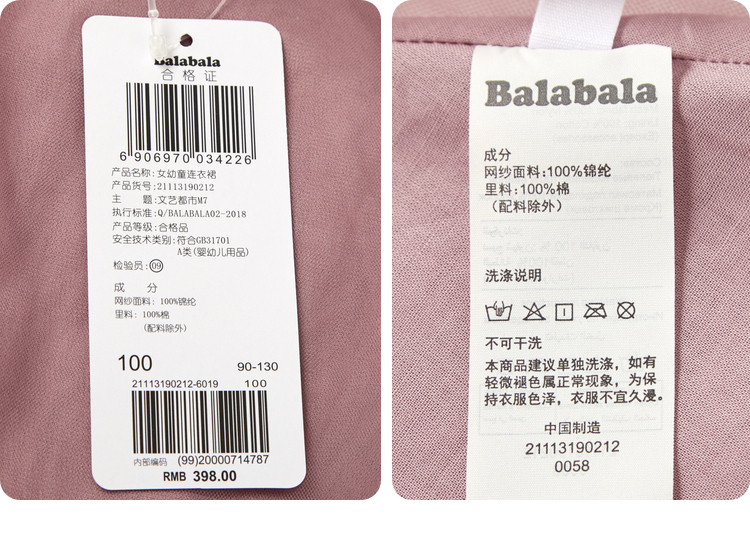 Balabala
合格证
6 906970 034226
产品名称:女幼童连衣裙
产品货号:21113190212
主 题:文艺都市M7
执行标准:Q/BALABALA02-2018
产品等级:合格品
安全技术类别:符合GB31701
A类(婴幼儿用品)
检验员:09
成 分
网纱面料: 100%锦纶
里料: 100%棉
(配料除外)
100 90-130
21113190212-6019 100
内部编码 (99)20000714787
RMB 398.00
Balabala
成分
网纱面料:100%锦纶
里料:100%棉
(配料除外)
洗涤说明
不可干洗
本商品建议单独洗涤,如有
轻微褪色属正常现象,为保
持衣服色泽,衣服不宜久浸。
中国制造
21113190212
0058